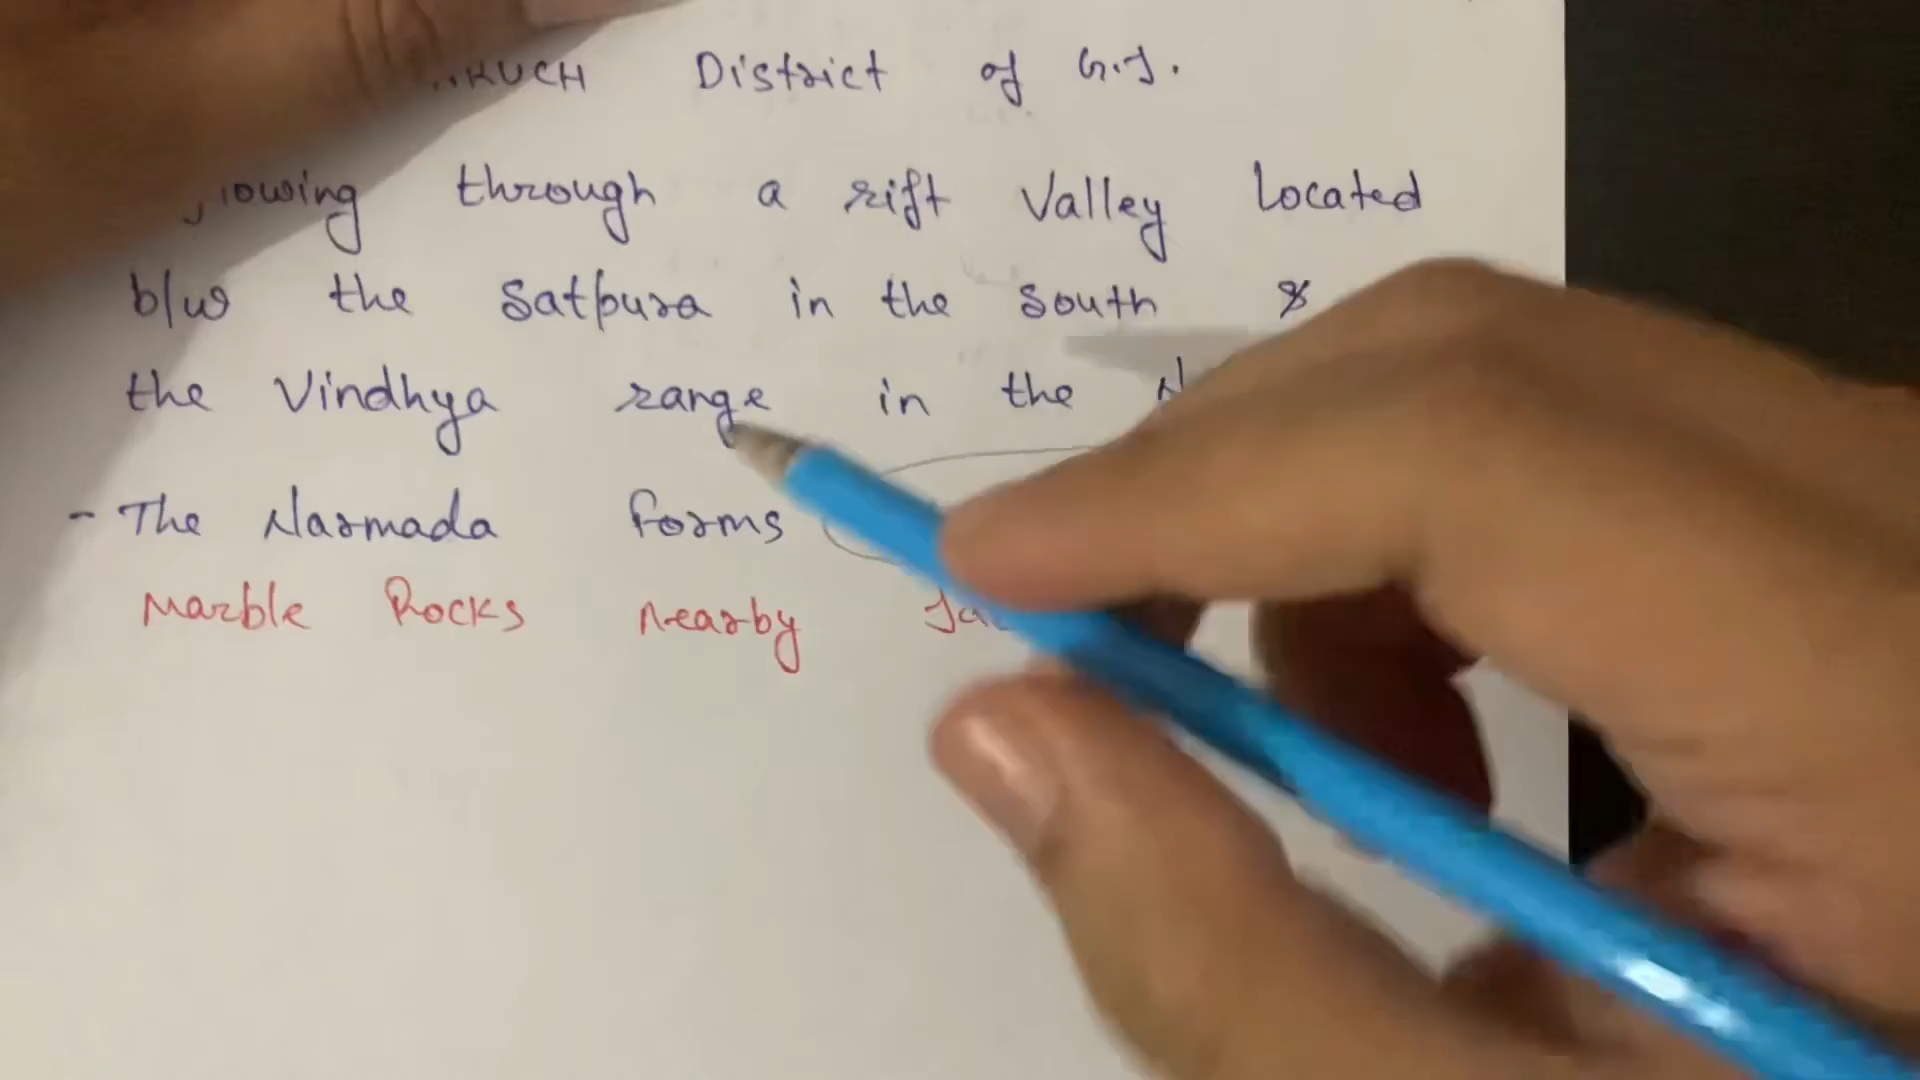 District of G.J.
through a rift Valley Located
b/w the Satpura in the South &
the Vindhya range in the
- The Narmada forms
Marble Rocks Nearby